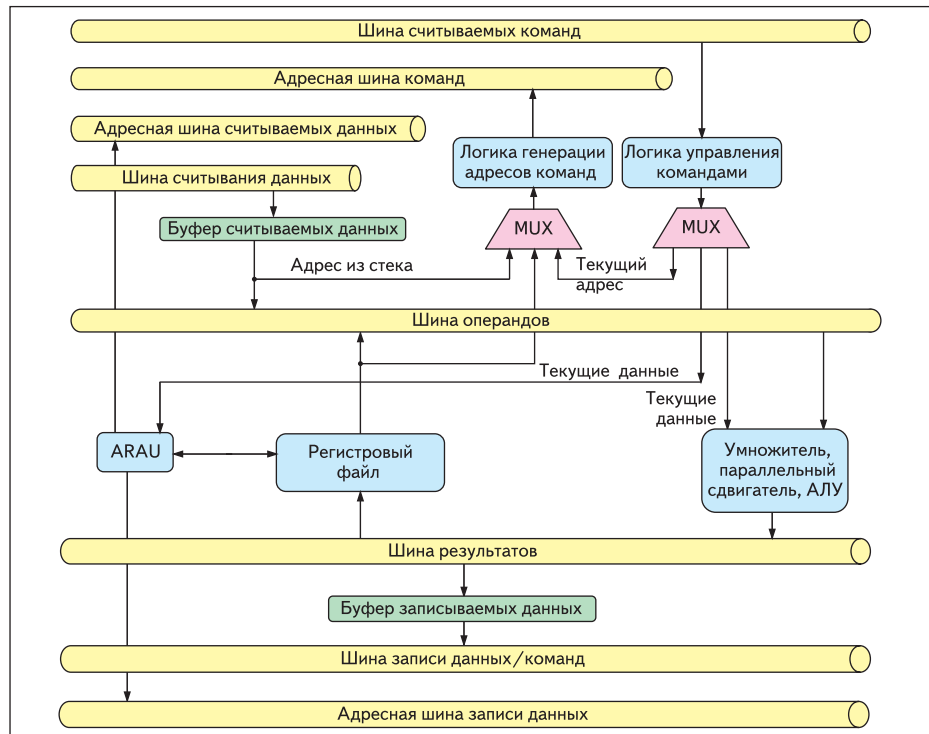 Шина считываемых команд
Адресная шина команд
Адресная шина считываемых данных
Логика генерации
адресов команд
Логика управления
командами
Шина считывания данных
Буфер считываемых данных
MUX
MUX
Адрес из стека
Текущий
адрес
Шина операндов
Текущие данные
Текущие
данные
ARAU
Регистровый
файл
Умножитель,
параллельный
сдвигатель, АЛУ
Шина результатов
Буфер записываемых данных
Шина записи данных/команд
Адресная шина записи данных